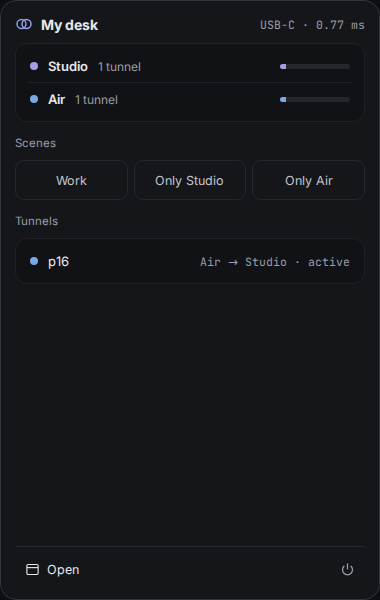 My desk USB-C · 0.77 ms
Studio 1 tunnel
Air 1 tunnel
Scenes
Work Only Studio Only Air
Tunnels
p16 Air → Studio · active
Open